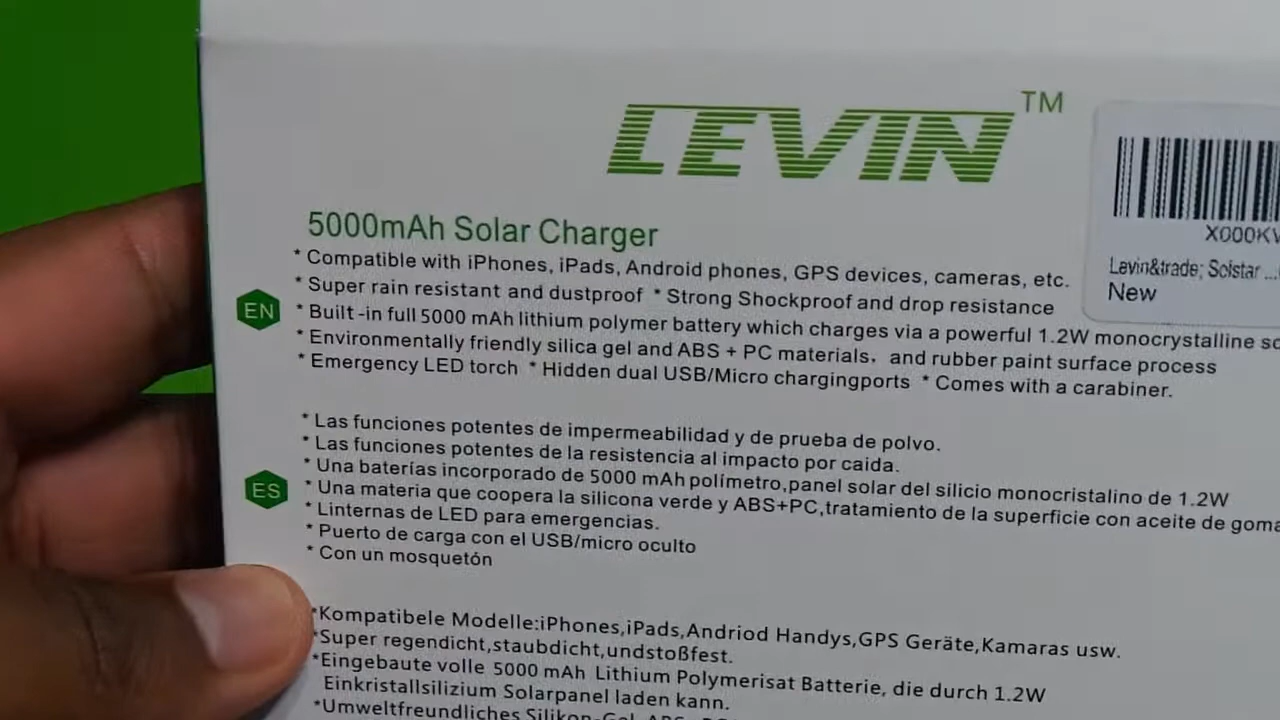 LEVIN TM
X000KV
Levin&trade; Solstar ...
New
5000mAh Solar Charger
* Compatible with iPhones, iPads, Android phones, GPS devices, cameras, etc.
* Super rain resistant and dustproof * Strong Shockproof and drop resistance
EN
* Built-in full 5000 mAh lithium polymer battery which charges via a powerful 1.2W monocrystalline
* Environmentally friendly silica gel and ABS + PC materials, and rubber paint surface process
* Emergency LED torch * Hidden dual USB/Micro chargingports * Comes with a carabiner.
* Las funciones potentes de impermeabilidad y de prueba de polvo.
* Las funciones potentes de la resistencia al impacto por caida.
* Una baterías incorporado de 5000 mAh polímetro,panel solar del silicio monocristalino de 1.2W
ES
* Una materia que coopera la silicona verde y ABS+PC,tratamiento de la superficie con aceite de goma
* Linternas de LED para emergencias.
* Puerto de carga con el USB/micro oculto
* Con un mosquetón
*Kompatibele Modelle:iPhones,iPads,Andriod Handys,GPS Geräte,Kamaras usw.
*Super regendicht,staubdicht,undstoßfest.
*Eingebaute volle 5000 mAh Lithium Polymerisat Batterie, die durch 1.2W
Einkristallsilizium Solarpanel laden kann.
*Umweltfreundliches Silikon-Gel, ABS